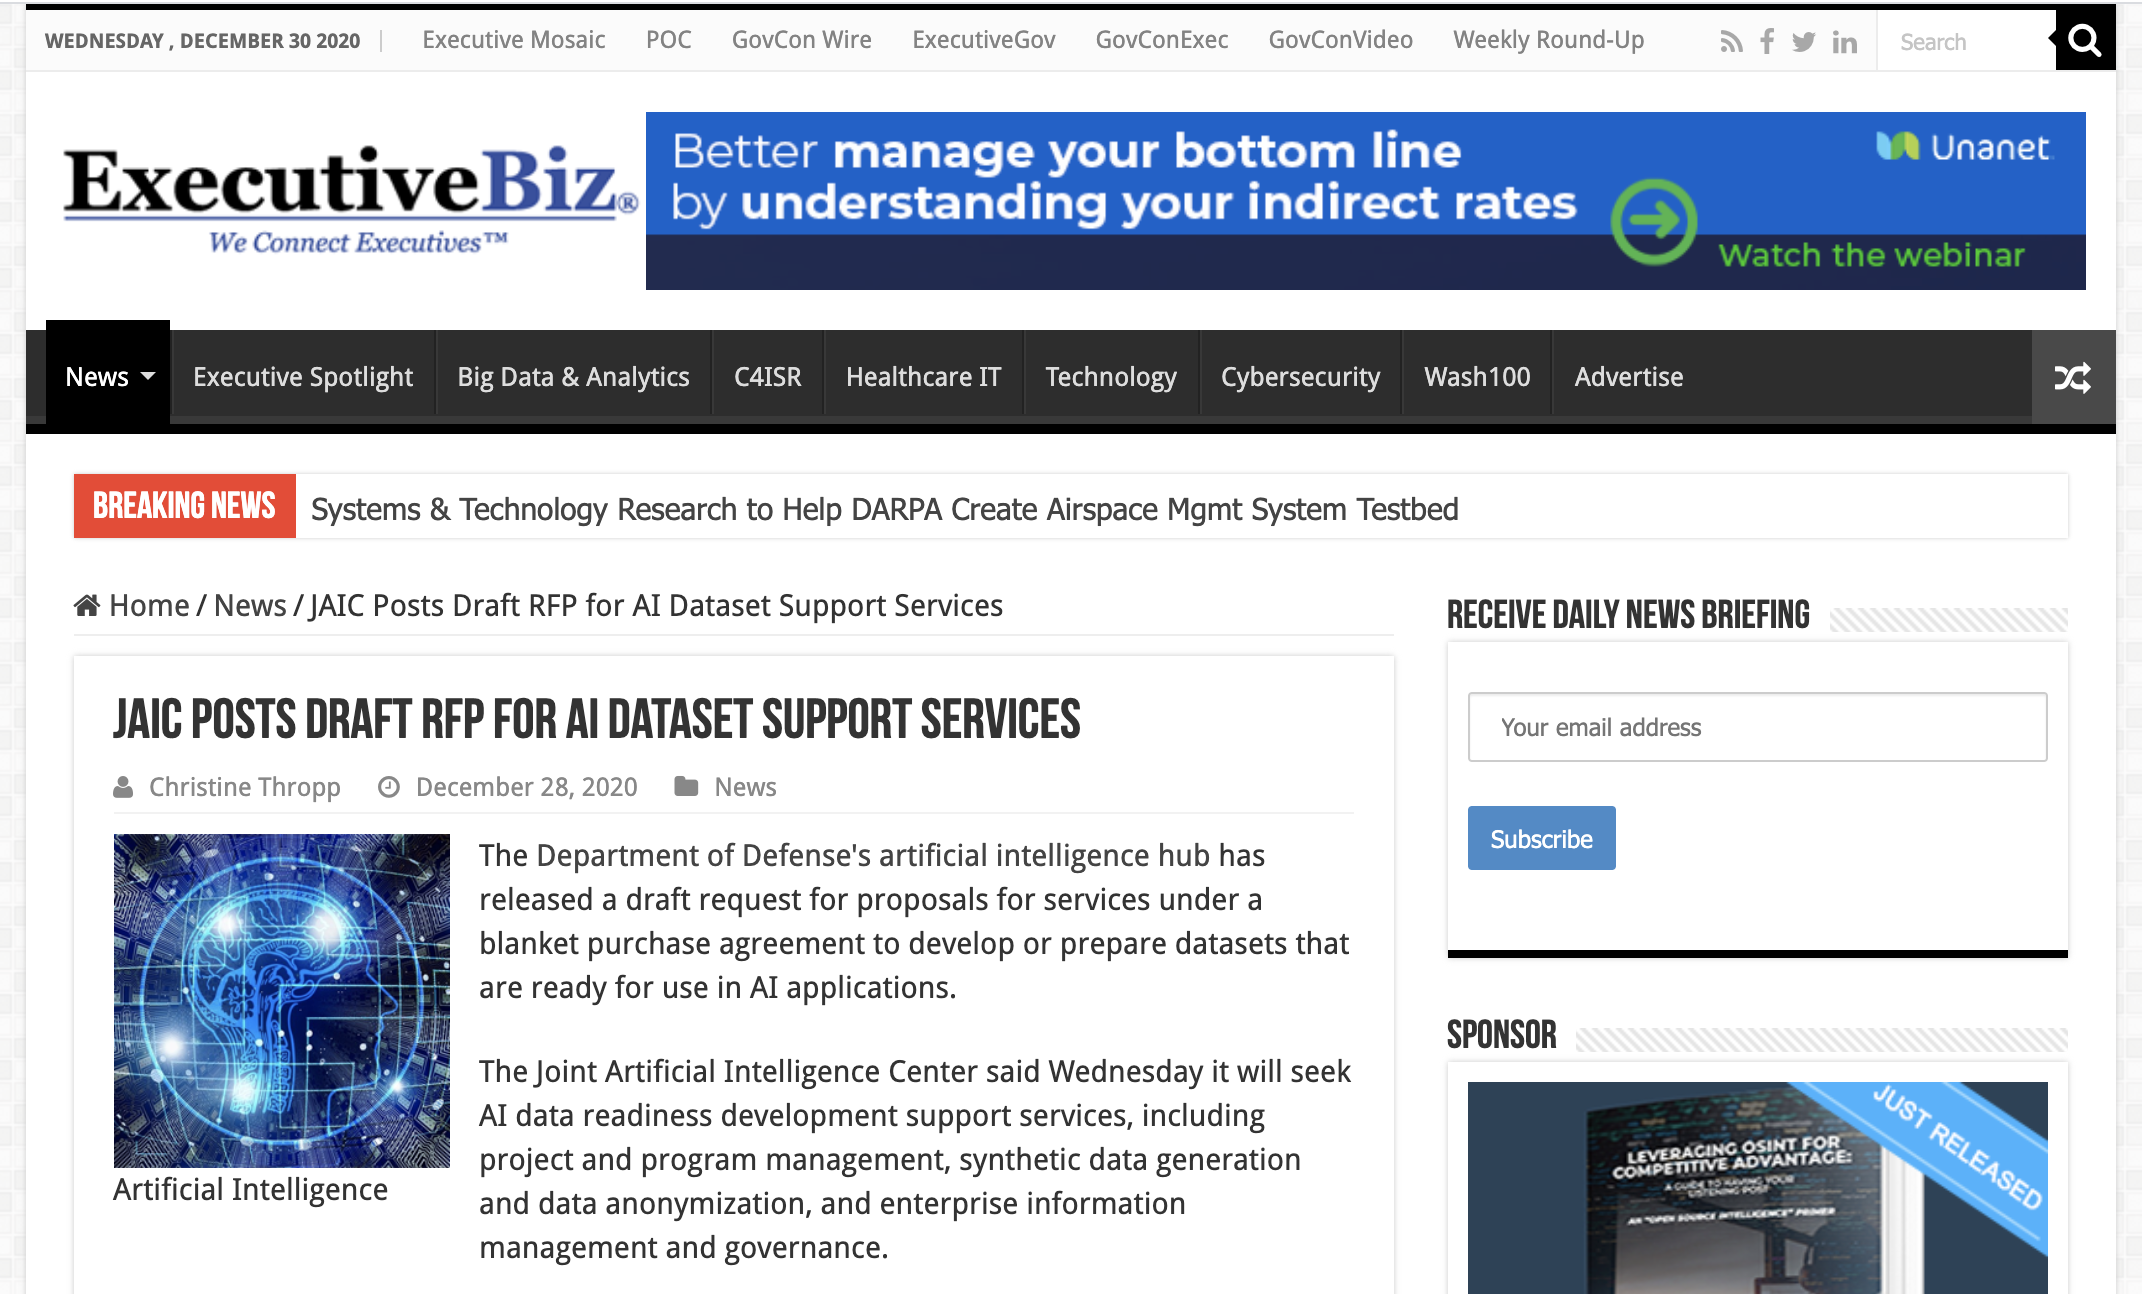 WEDNESDAY , DECEMBER 30 2020 | Executive Mosaic POC GovCon Wire ExecutiveGov GovConExec GovConVideo Weekly Round-Up Search
ExecutiveBiz®
We Connect Executives™
Better manage your bottom line
by understanding your indirect rates
Unanet
Watch the webinar
News Executive Spotlight Big Data & Analytics C4ISR Healthcare IT Technology Cybersecurity Wash100 Advertise
BREAKING NEWS Systems & Technology Research to Help DARPA Create Airspace Mgmt System Testbed
Home / News / JAIC Posts Draft RFP for AI Dataset Support Services
JAIC POSTS DRAFT RFP FOR AI DATASET SUPPORT SERVICES
Christine Thropp December 28, 2020 News
The Department of Defense's artificial intelligence hub has
released a draft request for proposals for services under a
blanket purchase agreement to develop or prepare datasets that
are ready for use in AI applications.
The Joint Artificial Intelligence Center said Wednesday it will seek
AI data readiness development support services, including
project and program management, synthetic data generation
and data anonymization, and enterprise information
management and governance.
Artificial Intelligence
RECEIVE DAILY NEWS BRIEFING
Your email address
Subscribe
SPONSOR
JUST RELEASED
LEVERAGING OSINT FOR
COMPETITIVE ADVANTAGE:
A GUIDE TO HAVING YOUR
LISTENING POST
AN "OPEN SOURCE INTELLIGENCE" PRIMER